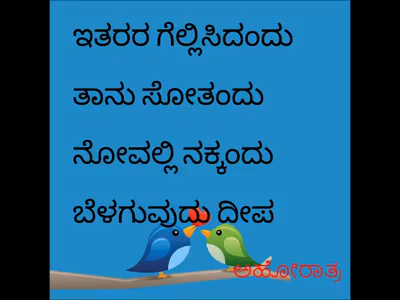 ಇತರರ ಗೆಲ್ಲಿಸಿದಂದು
ತಾನು ಸೋತಂದು
ನೋವಲ್ಲಿ ನಕ್ಕಂದು
ಬೆಳಗುವುದು ದೀಪ
ಅಹೋರಾತ್ರ